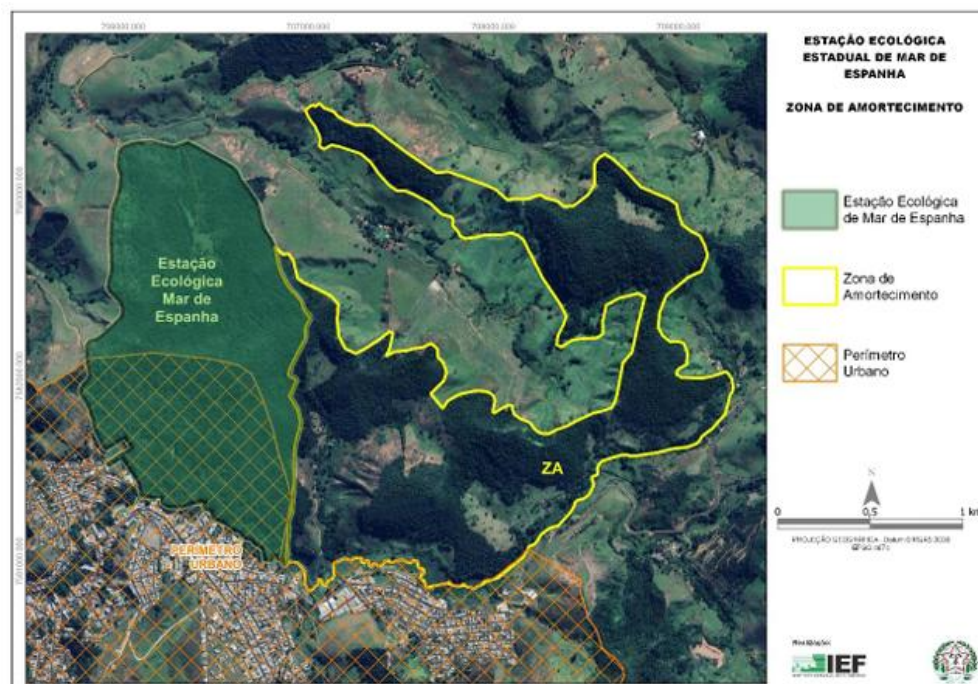 ESTAÇÃO ECOLÓGICA
ESTADUAL DE MAR DE
ESPANHA
ZONA DE AMORTECIMENTO
Estação Ecológica
de Mar de Espanha
Zona de
Amortecimento
Perímetro
Urbano
Estação
Ecológica
Mar de
Espanha
ZA
PERÍMETRO
URBANO
N
0 0,5 1 km
IEF